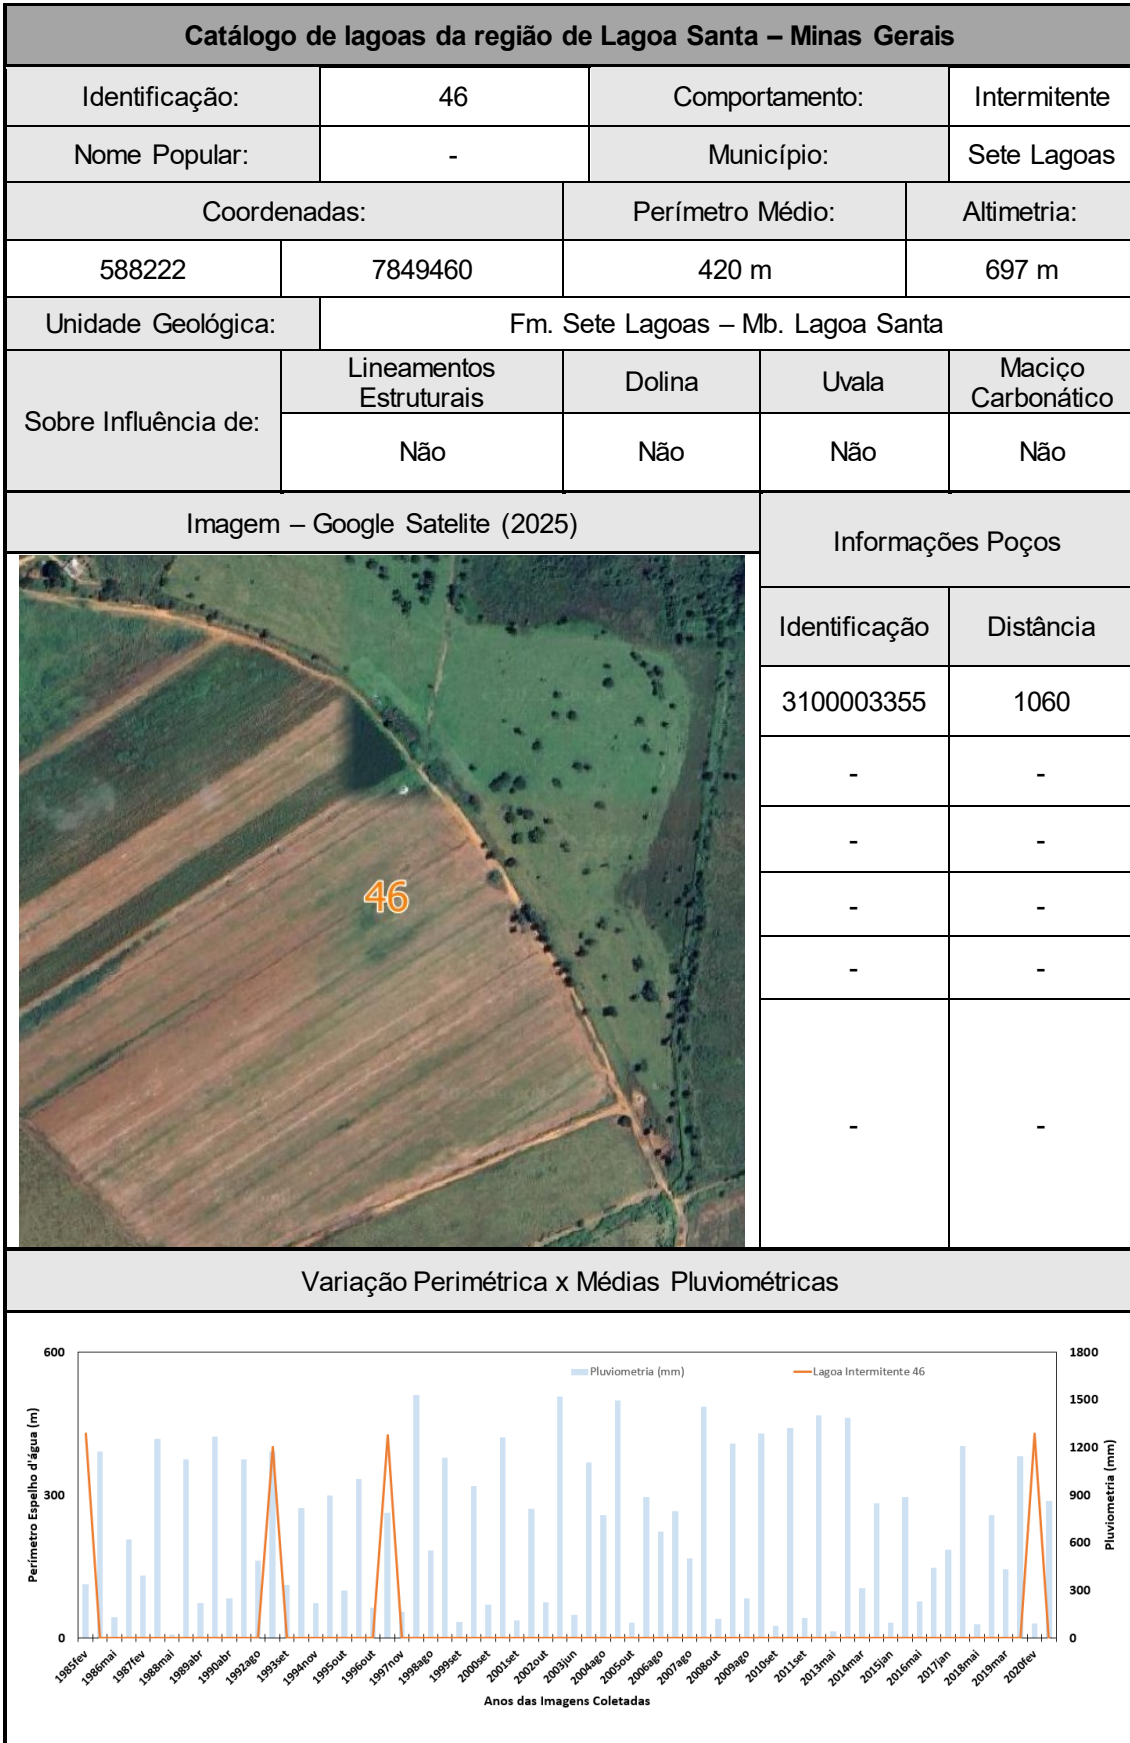 Catálogo de lagoas da região de Lagoa Santa – Minas Gerais
Identificação: 46 Comportamento: Intermitente
Nome Popular: - Município: Sete Lagoas
Coordenadas: Perímetro Médio: Altimetria:
588222 7849460 420 m 697 m
Unidade Geológica: Fm. Sete Lagoas – Mb. Lagoa Santa
Sobre Influência de:
Lineamentos Estruturais Dolina Uvala Maciço Carbonático
Não Não Não Não
Imagem – Google Satelite (2025)
46
Informações Poços
Identificação Distância
3100003355 1060
- -
- -
- -
- -
- -
Variação Perimétrica x Médias Pluviométricas
Pluviometria (mm) Lagoa Intermitente 46
Perímetro Espelho d'água (m)
600
300
0
1800
1500
1200
900
600
300
0
Pluviometria (mm)
1985fev 1986mai 1987fev 1988mai 1989abr 1990abr 1992ago 1993set 1994nov 1995out 1996out 1997nov 1998ago 1999set 2000set 2001set 2002out 2003jun 2004ago 2005out 2006ago 2007ago 2008out 2009ago 2010set 2011set 2013mai 2014mar 2015jan 2016mai 2017jan 2018mai 2019mar 2020fev
Anos das Imagens Coletadas